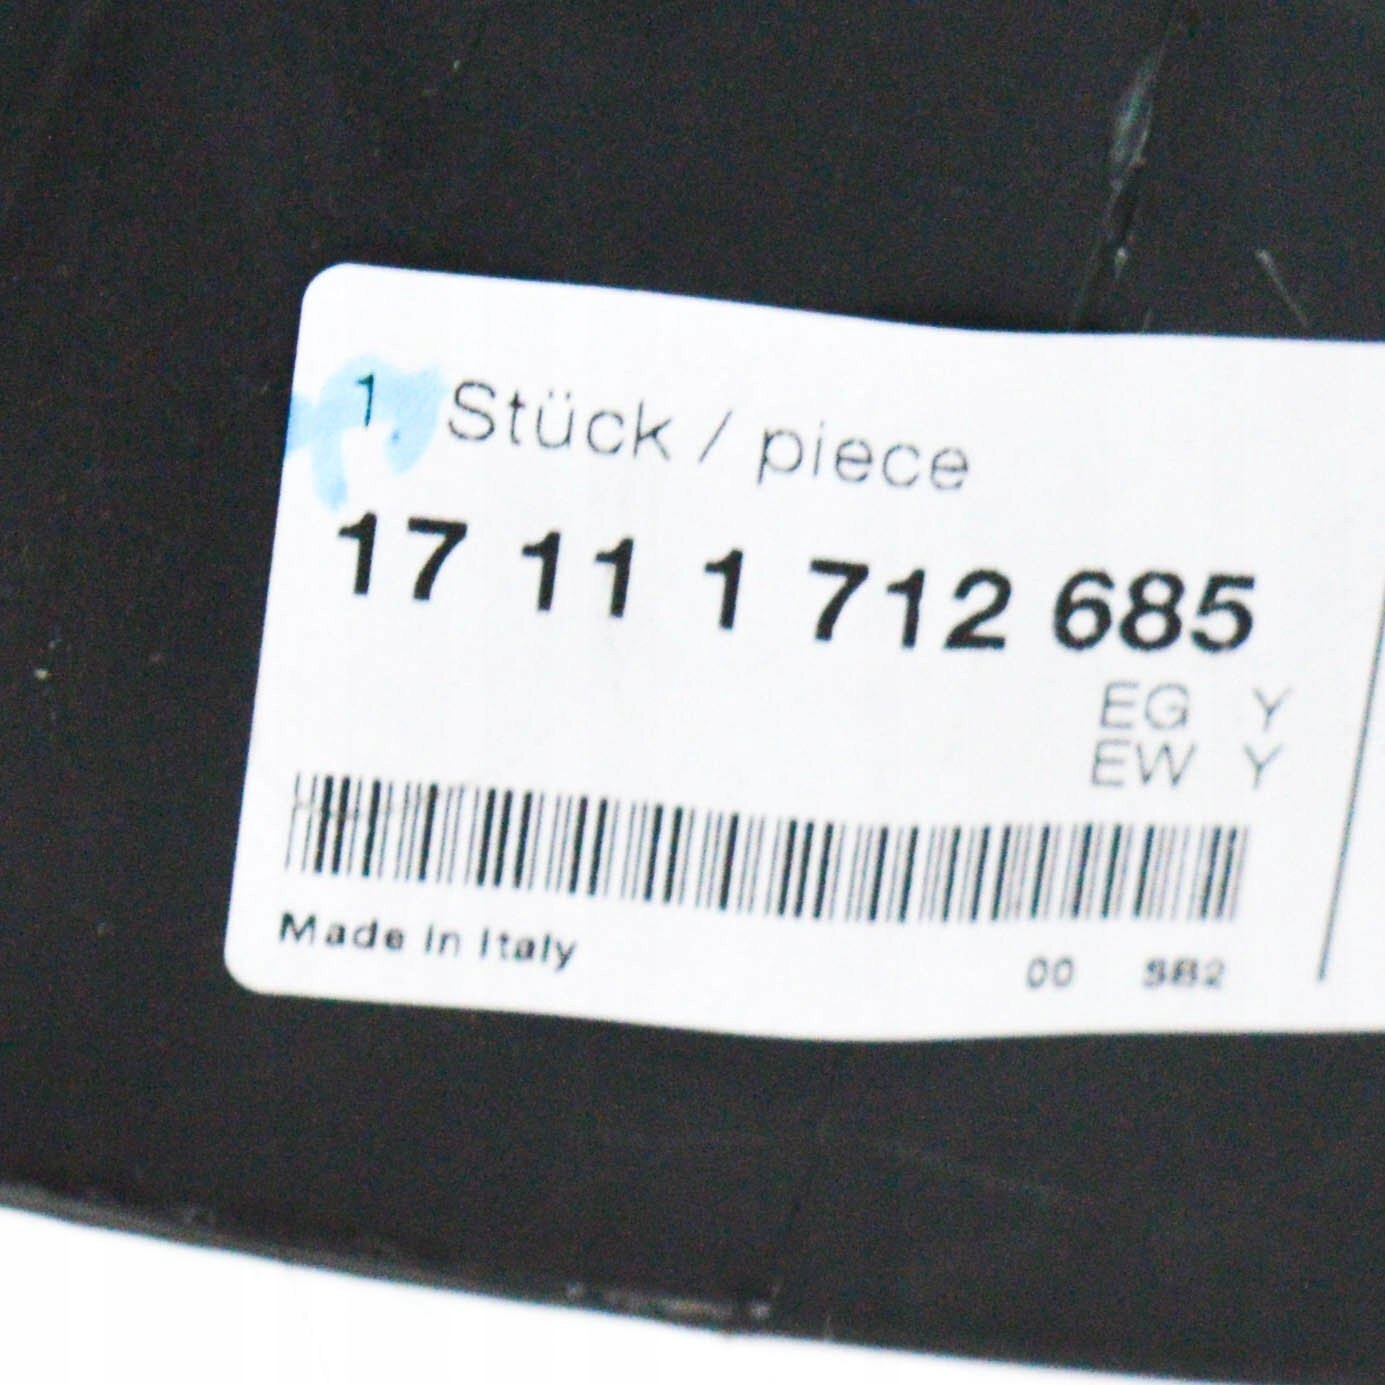 1. Stück / piece
17 11 1 712 685
EG Y
EW Y
Made in Italy
00 SB2